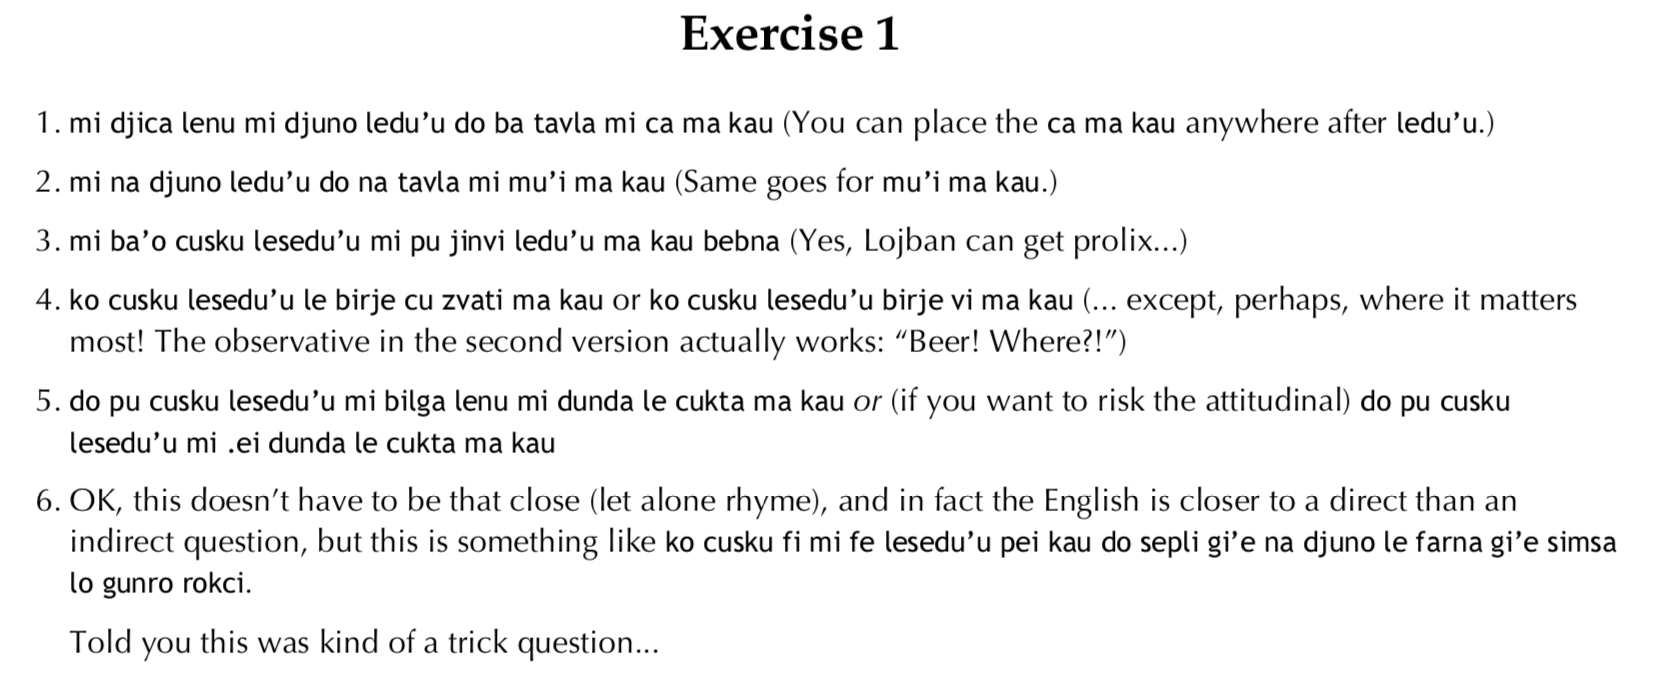 Exercise 1
1. mi djica lenu mi djuno ledu’u do ba tavla mi ca ma kau (You can place the ca ma kau anywhere after ledu’u.)
2. mi na djuno ledu’u do na tavla mi mu’i ma kau (Same goes for mu’i ma kau.)
3. mi ba’o cusku lesedu’u mi pu jinvi ledu’u ma kau bebna (Yes, Lojban can get prolix...)
4. ko cusku lesedu’u le birje cu zvati ma kau or ko cusku lesedu’u birje vi ma kau (... except, perhaps, where it matters
most! The observative in the second version actually works: “Beer! Where?!”)
5. do pu cusku lesedu’u mi bilga lenu mi dunda le cukta ma kau or (if you want to risk the attitudinal) do pu cusku
lesedu’u mi .ei dunda le cukta ma kau
6. OK, this doesn’t have to be that close (let alone rhyme), and in fact the English is closer to a direct than an
indirect question, but this is something like ko cusku fi mi fe lesedu’u pei kau do sepli gi’e na djuno le farna gi’e simsa
lo gunro rokci.
Told you this was kind of a trick question...